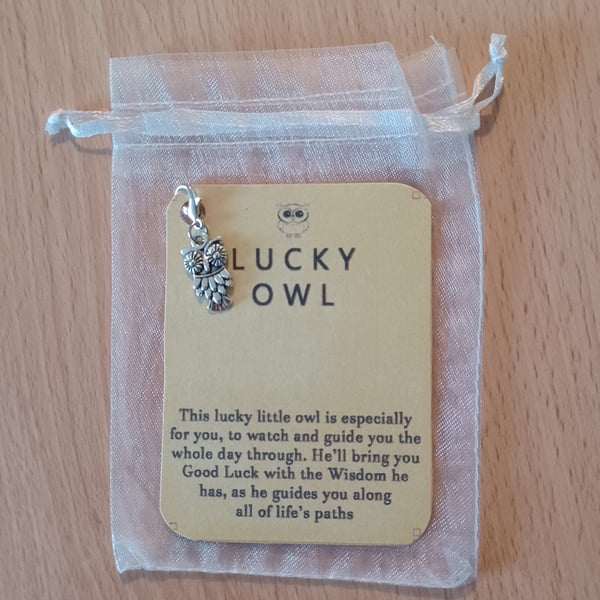 LUCKY
OWL
This lucky little owl is especially
for you, to watch and guide you the
whole day through. He'll bring you
Good Luck with the Wisdom he
has, as he guides you along
all of life's paths